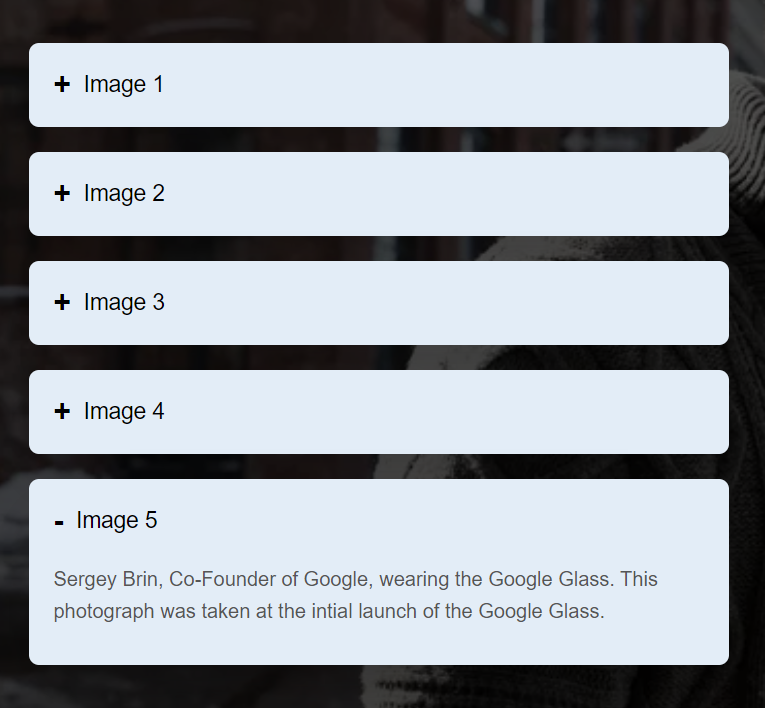 + Image 1
+ Image 2
+ Image 3
+ Image 4
- Image 5
Sergey Brin, Co-Founder of Google, wearing the Google Glass. This
photograph was taken at the intial launch of the Google Glass.